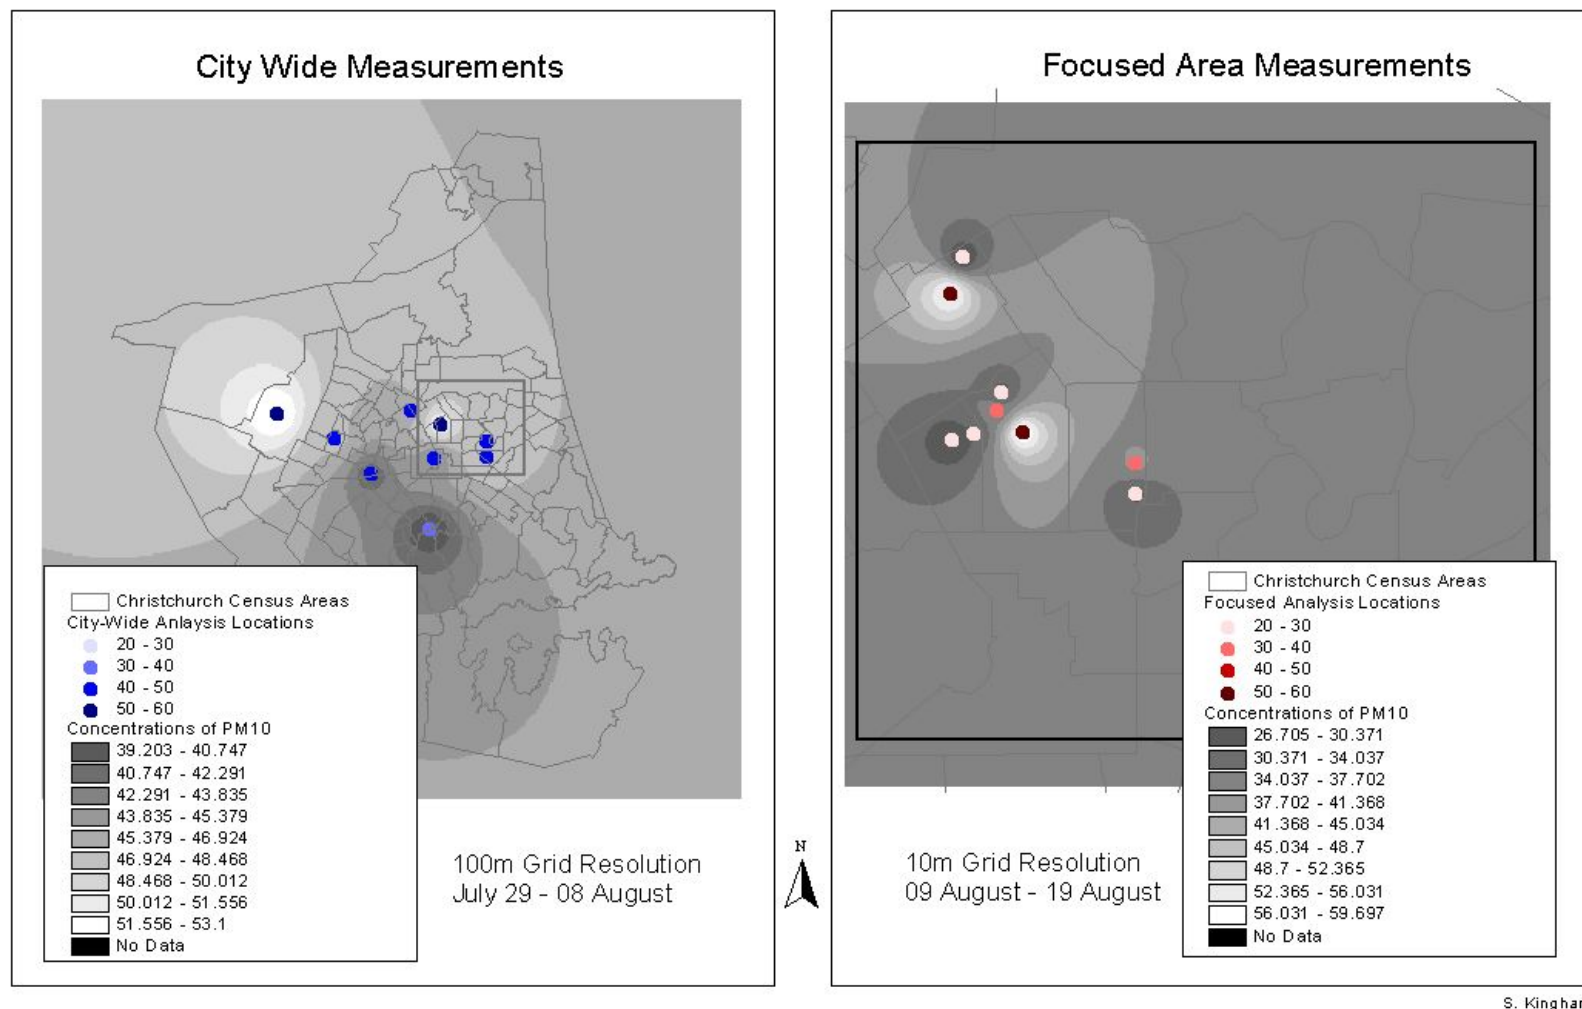 City Wide Measurements
Christchurch Census Areas
City-Wide Anlaysis Locations
20 - 30
30 - 40
40 - 50
50 - 60
Concentrations of PM10
39.203 - 40.747
40.747 - 42.291
42.291 - 43.835
43.835 - 45.379
45.379 - 46.924
46.924 - 48.468
48.468 - 50.012
50.012 - 51.556
51.556 - 53.1
No Data
100m Grid Resolution
July 29 - 08 August
N
Focused Area Measurements
Christchurch Census Areas
Focused Analysis Locations
20 - 30
30 - 40
40 - 50
50 - 60
Concentrations of PM10
26.705 - 30.371
30.371 - 34.037
34.037 - 37.702
37.702 - 41.368
41.368 - 45.034
45.034 - 48.7
48.7 - 52.365
52.365 - 56.031
56.031 - 59.697
No Data
10m Grid Resolution
09 August - 19 August
S. Kingha